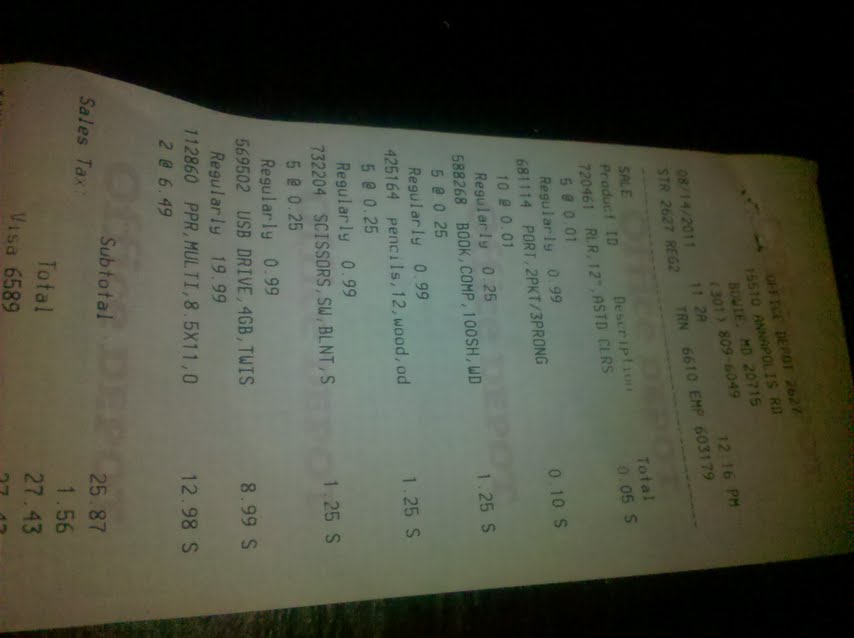 OFFICE DEPOT 2627
15510 ANNAPOLIS RD
BOWIE, MD 20715
(301) 809-6049
08/14/2011 11.2A 12:16 PM
STR 2627 REG2 TRN 6610 EMP 603179
SALE
Product ID Description Total
720461 RLR,12",ASTD CLRS
5 @ 0.01 0.05 S
Regularly 0.99
681114 PORT,2PKT/3PRONG
10 @ 0.01 0.10 S
Regularly 0.25
588268 BOOK,COMP,100SH,WD
5 @ 0.25 1.25 S
Regularly 0.99
425164 pencils,12,wood,od
5 @ 0.25 1.25 S
Regularly 0.99
732204 SCISSORS,SW,BLNT,S
5 @ 0.25 1.25 S
Regularly 0.99
569502 USB DRIVE,4GB,TWIS 8.99 S
Regularly 19.99
112860 PPR,MULTI,8.5X11,O
2 @ 6.49 12.98 S
Subtotal 25.87
Sales Tax: 1.56
Total 27.43
Visa 6589 27.43